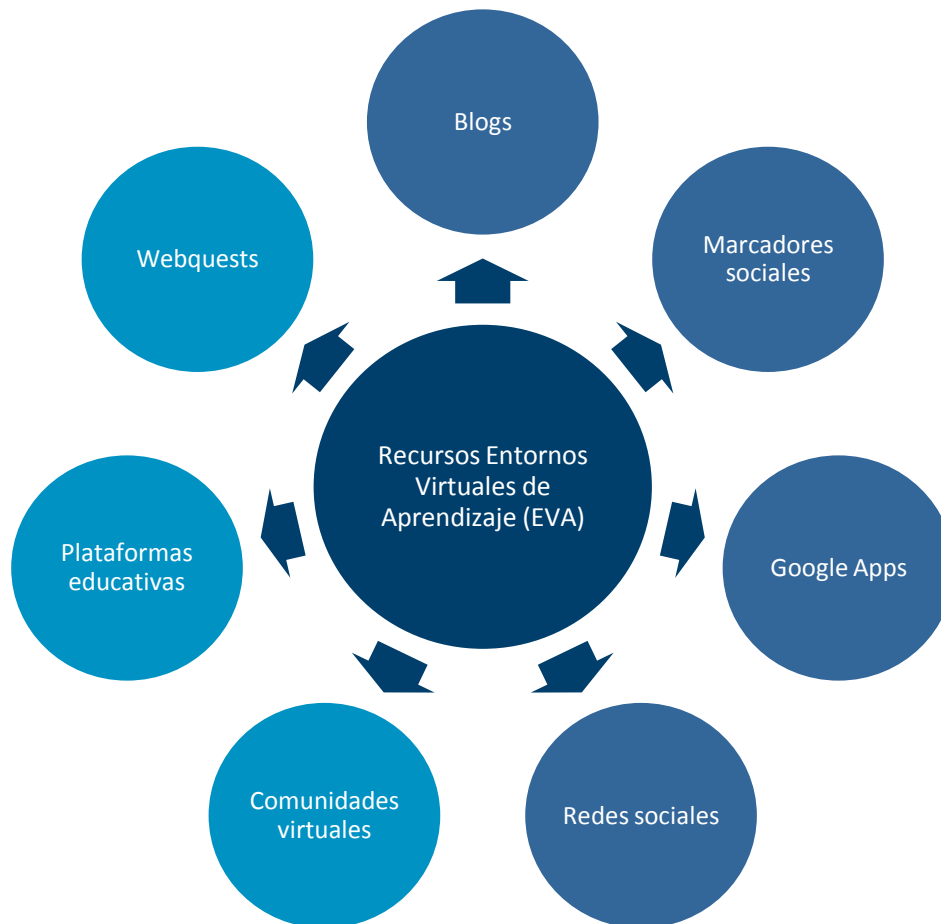 Blogs
Marcadores
sociales
Google Apps
Redes sociales
Comunidades
virtuales
Plataformas
educativas
Webquests
Recursos Entornos
Virtuales de
Aprendizaje (EVA)